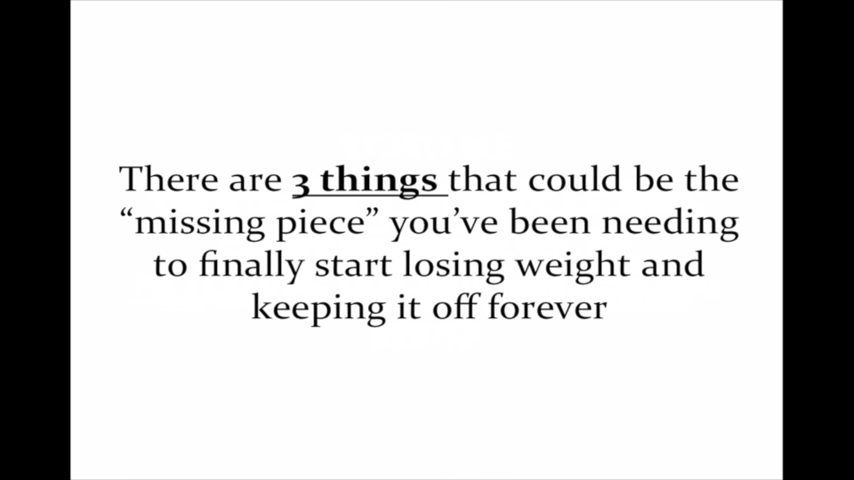 There are 3 things that could be the
“missing piece” you’ve been needing
to finally start losing weight and
keeping it off forever